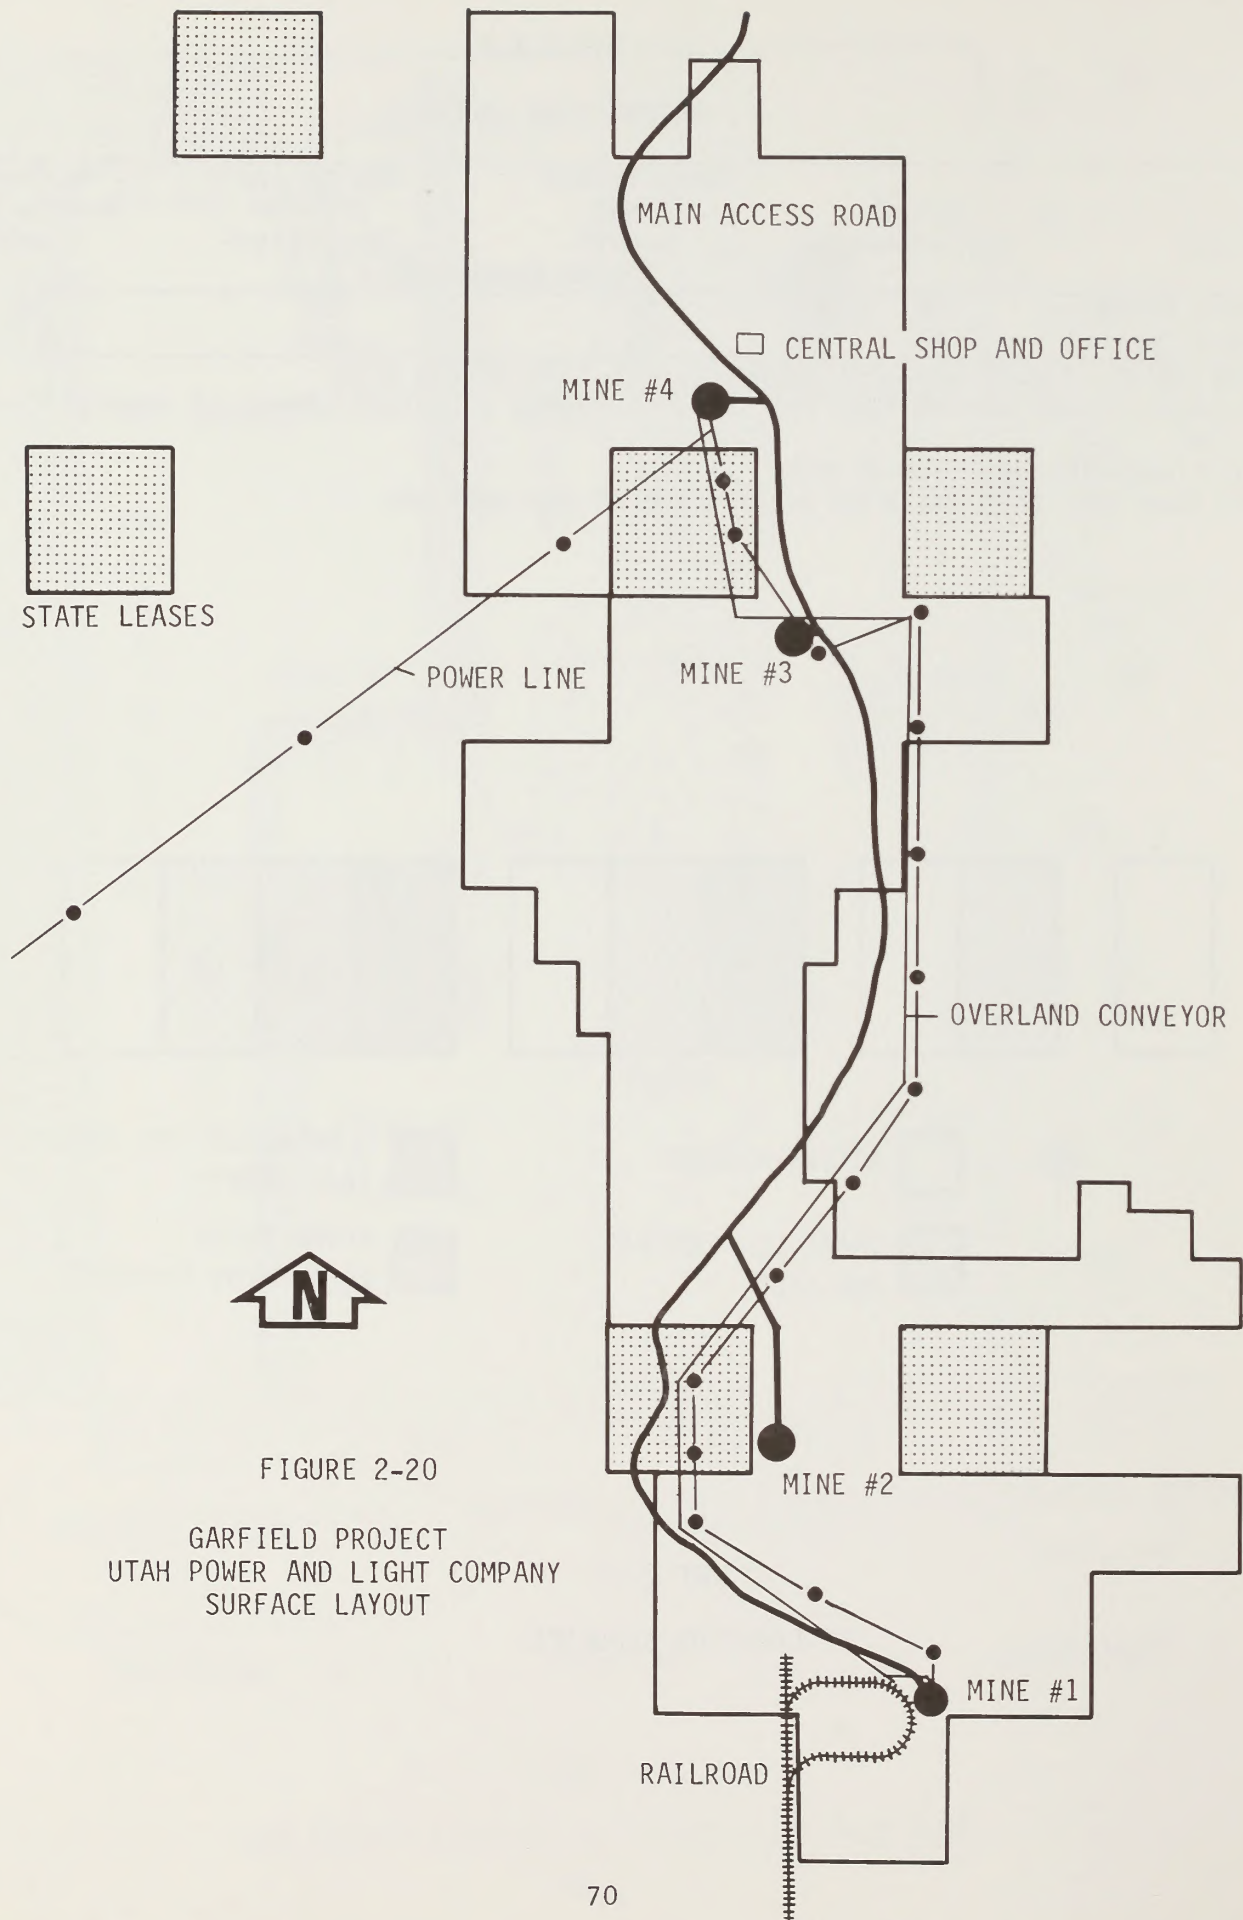 MAIN ACCESS ROAD
CENTRAL SHOP AND OFFICE
MINE #4
STATE LEASES
POWER LINE
MINE #3
OVERLAND CONVEYOR
N
FIGURE 2-20
MINE #2
GARFIELD PROJECT
UTAH POWER AND LIGHT COMPANY
SURFACE LAYOUT
MINE #1
RAILROAD
70